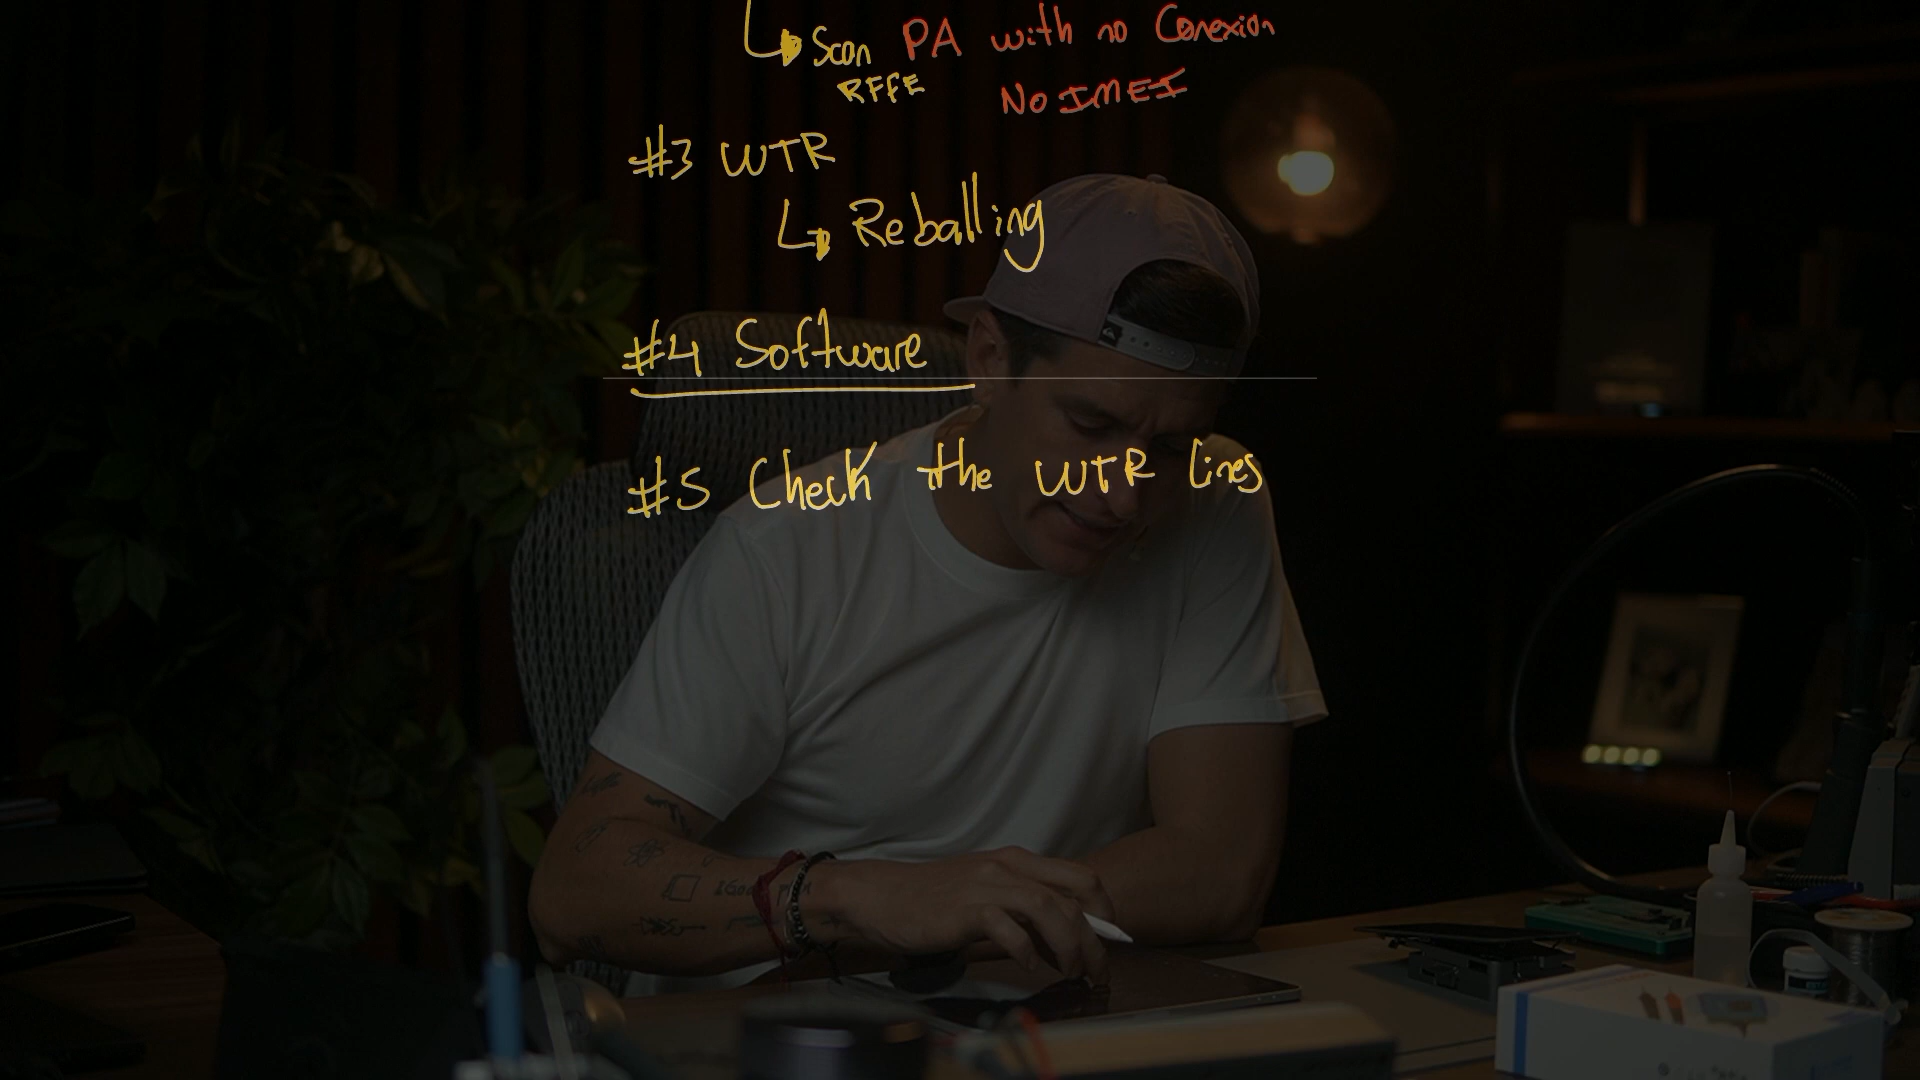 Scan PA with no Conexion
RFFE No IMEI
#3 WTR
Reballing
#4 Software
#5 Check the WTR lines